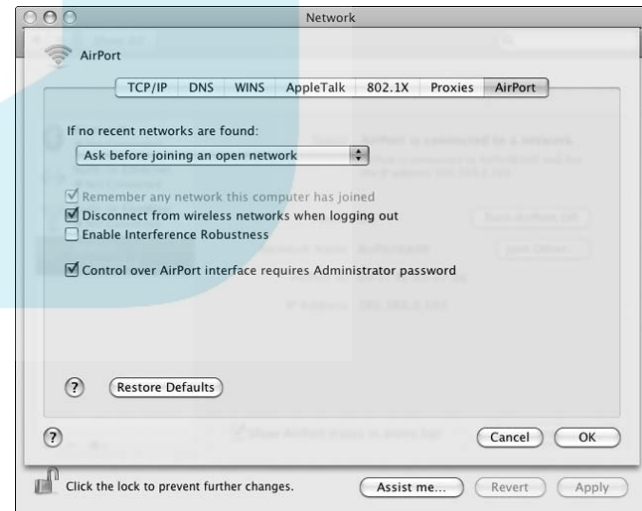 Network
AirPort
TCP/IP DNS WINS AppleTalk 802.1X Proxies AirPort
If no recent networks are found:
Ask before joining an open network
Remember any network this computer has joined
Disconnect from wireless networks when logging out
Enable Interference Robustness
Control over AirPort interface requires Administrator password
? Restore Defaults
? Cancel OK
Click the lock to prevent further changes. Assist me... Revert Apply